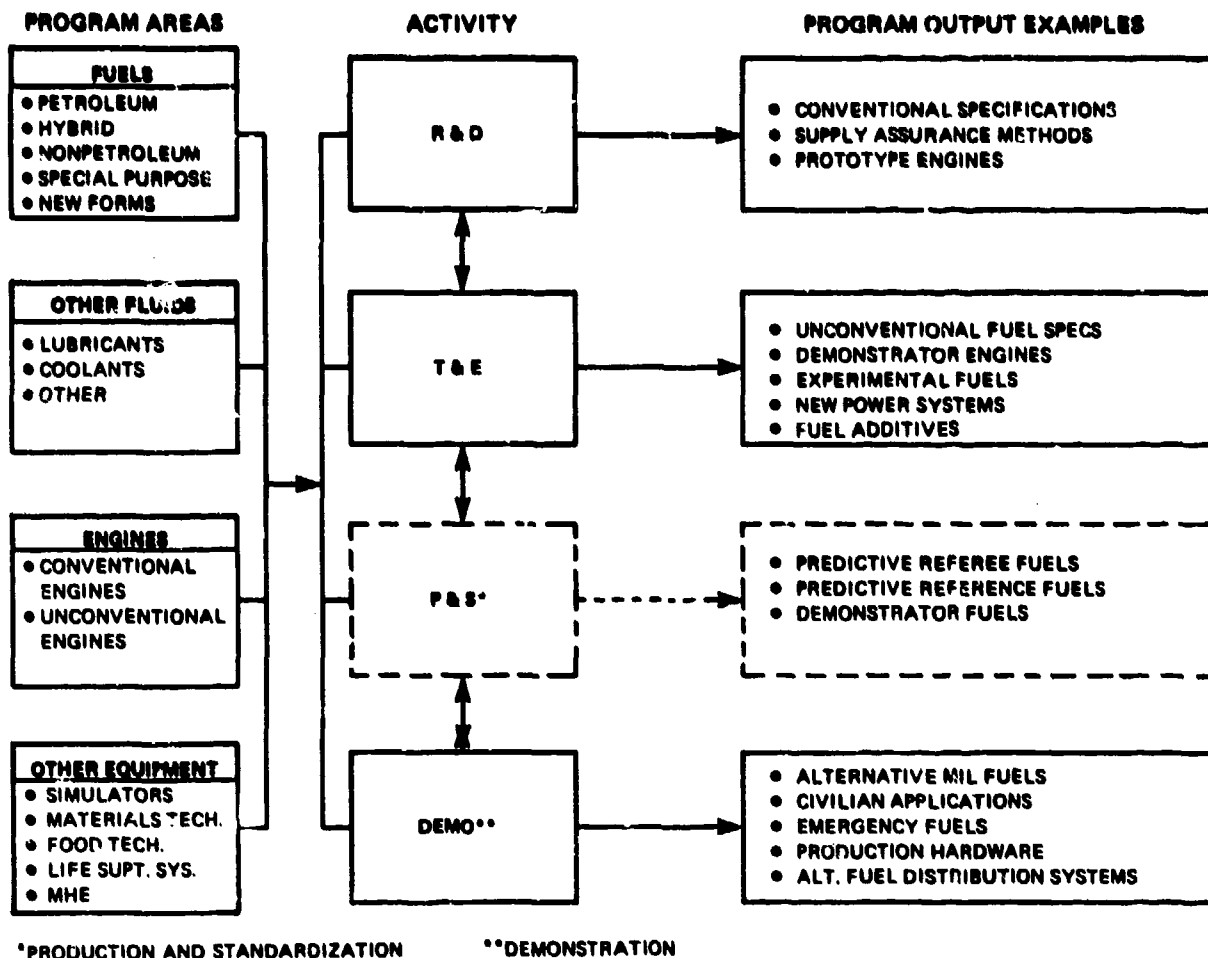 PROGRAM AREAS
FUELS
● PETROLEUM
● HYBRID
● NONPETROLEUM
● SPECIAL PURPOSE
● NEW FORMS
OTHER FLUIDS
● LUBRICANTS
● COOLANTS
● OTHER
ENGINES
● CONVENTIONAL
ENGINES
● UNCONVENTIONAL
ENGINES
OTHER EQUIPMENT
● SIMULATORS
● MATERIALS TECH.
● FOOD TECH.
● LIFE SUPT. SYS.
● MHE
ACTIVITY
R & D
T & E
P & S*
DEMO**
PROGRAM OUTPUT EXAMPLES
● CONVENTIONAL SPECIFICATIONS
● SUPPLY ASSURANCE METHODS
● PROTOTYPE ENGINES
● UNCONVENTIONAL FUEL SPECS
● DEMONSTRATOR ENGINES
● EXPERIMENTAL FUELS
● NEW POWER SYSTEMS
● FUEL ADDITIVES
● PREDICTIVE REFEREE FUELS
● PREDICTIVE REFERENCE FUELS
● DEMONSTRATOR FUELS
● ALTERNATIVE MIL FUELS
● CIVILIAN APPLICATIONS
● EMERGENCY FUELS
● PRODUCTION HARDWARE
● ALT. FUEL DISTRIBUTION SYSTEMS
*PRODUCTION AND STANDARDIZATION **DEMONSTRATION